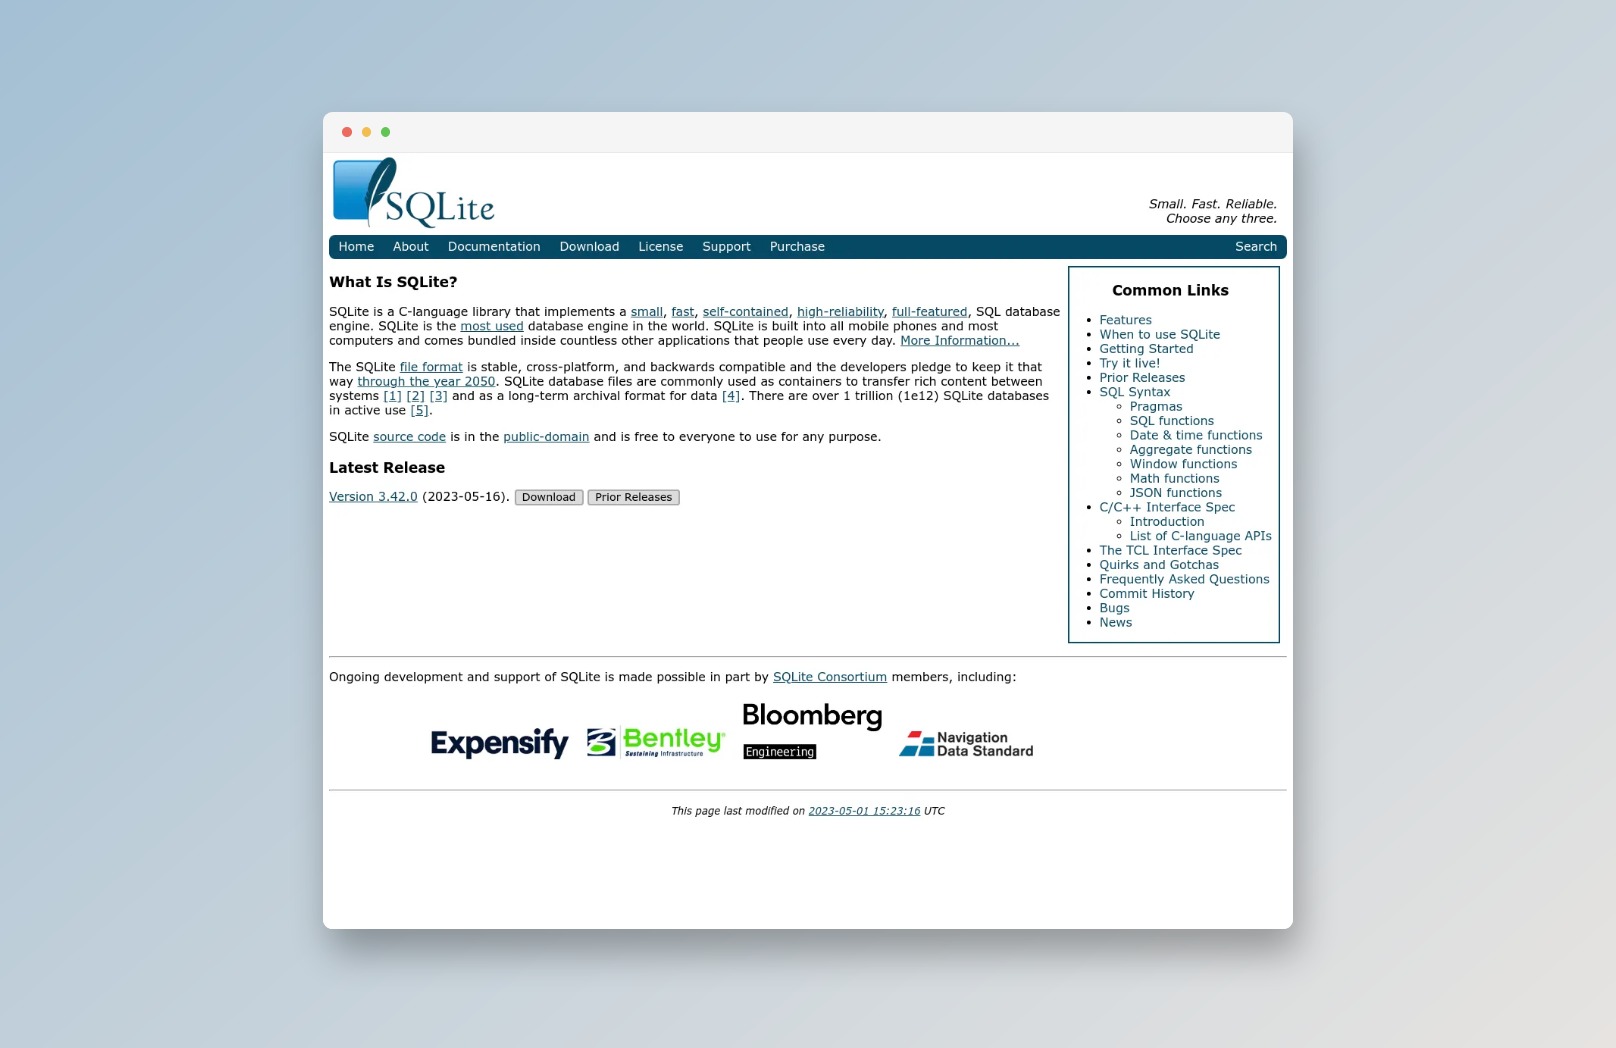 SQLite
Small. Fast. Reliable.
Choose any three.
Home About Documentation Download License Support Purchase Search
What Is SQLite?
SQLite is a C-language library that implements a small, fast, self-contained, high-reliability, full-featured, SQL database
engine. SQLite is the most used database engine in the world. SQLite is built into all mobile phones and most
computers and comes bundled inside countless other applications that people use every day. More Information...
The SQLite file format is stable, cross-platform, and backwards compatible and the developers pledge to keep it that
way through the year 2050. SQLite database files are commonly used as containers to transfer rich content between
systems [1] [2] [3] and as a long-term archival format for data [4]. There are over 1 trillion (1e12) SQLite databases
in active use [5].
SQLite source code is in the public-domain and is free to everyone to use for any purpose.
Latest Release
Version 3.42.0 (2023-05-16). Download Prior Releases
Common Links
Features
When to use SQLite
Getting Started
Try it live!
Prior Releases
SQL Syntax
Pragmas
SQL functions
Date & time functions
Aggregate functions
Window functions
Math functions
JSON functions
C/C++ Interface Spec
Introduction
List of C-language APIs
The TCL Interface Spec
Quirks and Gotchas
Frequently Asked Questions
Commit History
Bugs
News
Ongoing development and support of SQLite is made possible in part by SQLite Consortium members, including:
Expensify
Bentley®
Sustaining Infrastructure
Bloomberg
Engineering
Navigation
Data Standard
This page last modified on 2023-05-01 15:23:16 UTC